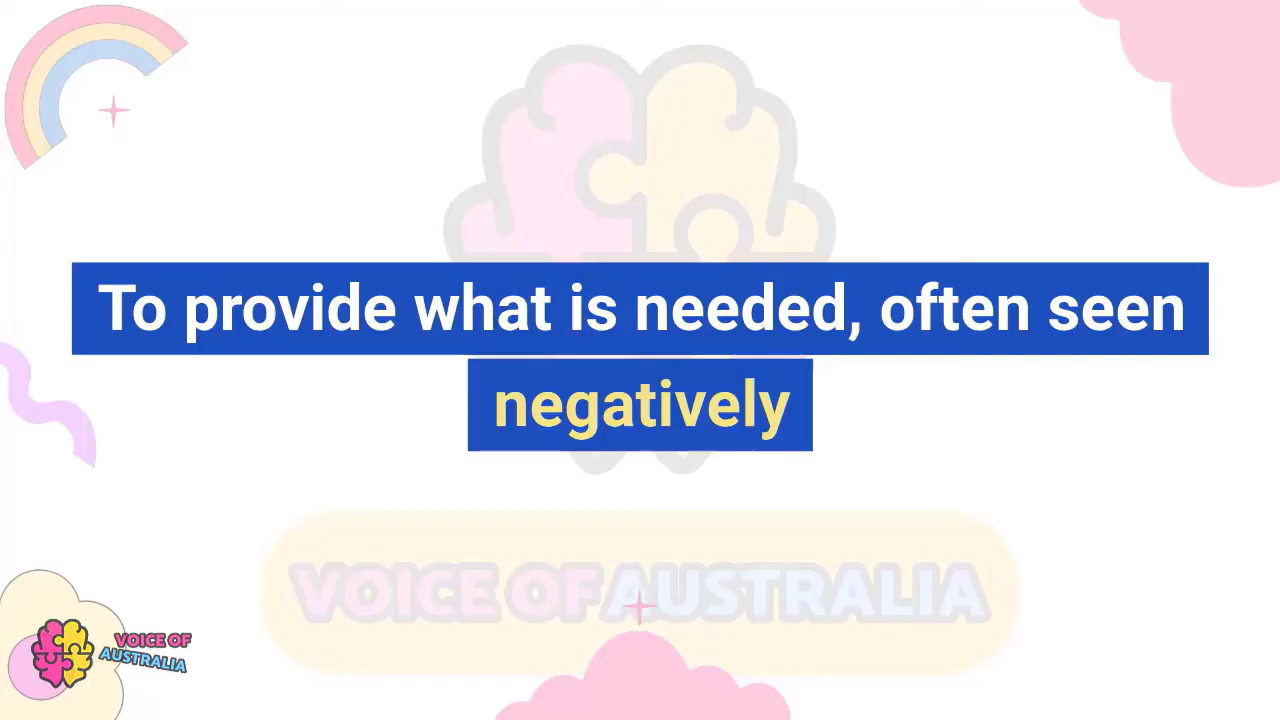 To provide what is needed, often seen
negatively
VOICE OF AUSTRALIA
VOICE OF
AUSTRALIA